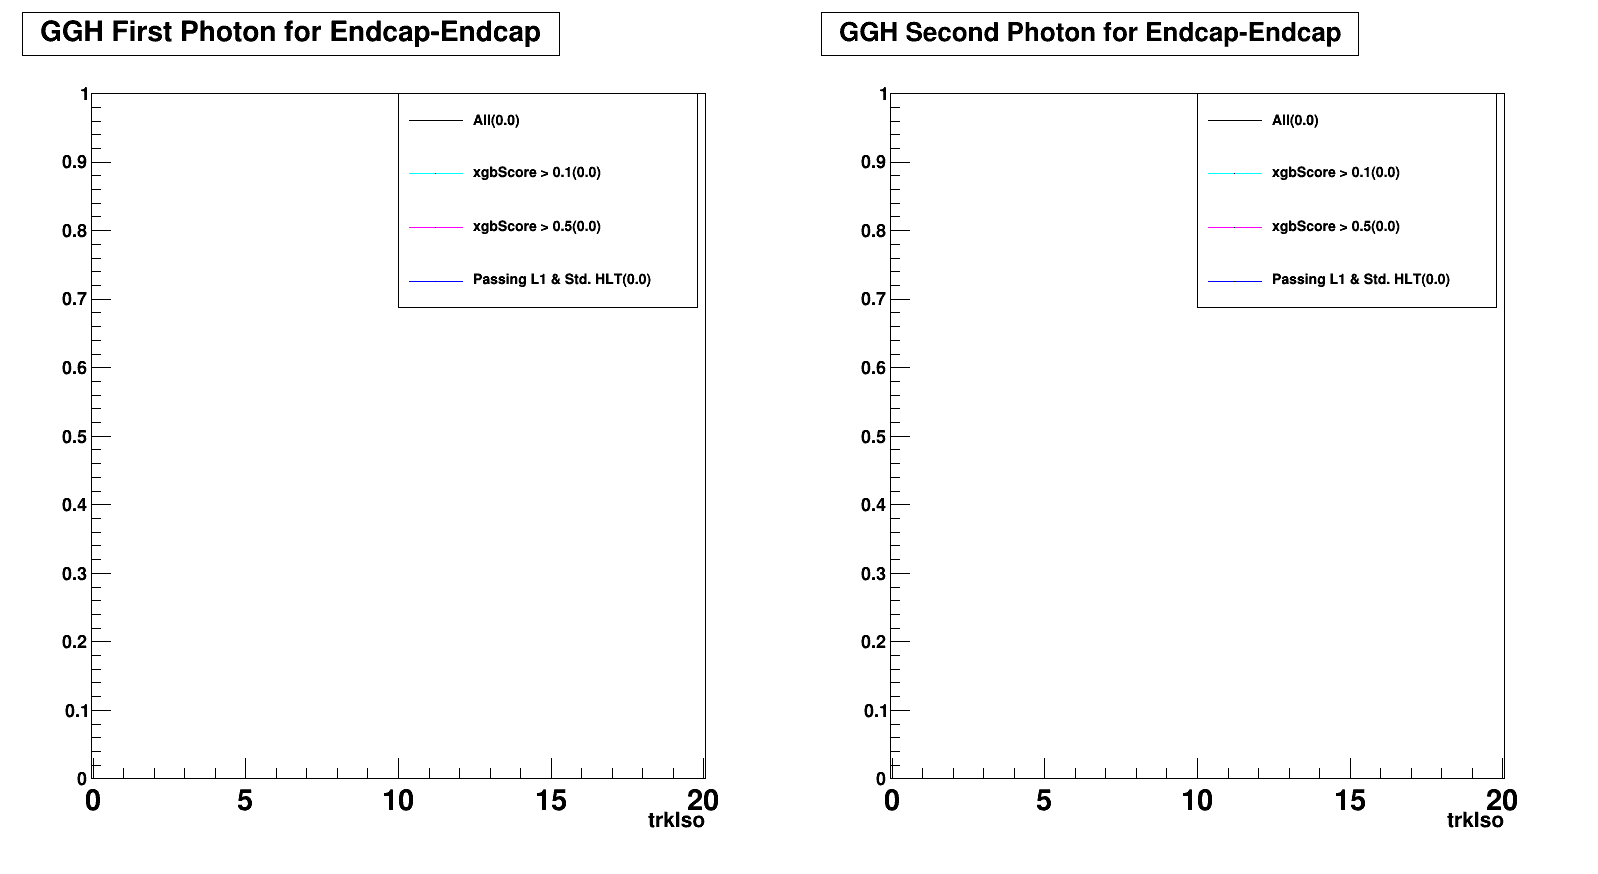 GGH First Photon for Endcap-Endcap
1
0.9
0.8
0.7
0.6
0.5
0.4
0.3
0.2
0.1
0
0 5 10 15 20
trkIso
All(0.0)
xgbScore > 0.1(0.0)
xgbScore > 0.5(0.0)
Passing L1 & Std. HLT(0.0)
GGH Second Photon for Endcap-Endcap
1
0.9
0.8
0.7
0.6
0.5
0.4
0.3
0.2
0.1
0
0 5 10 15 20
trkIso
All(0.0)
xgbScore > 0.1(0.0)
xgbScore > 0.5(0.0)
Passing L1 & Std. HLT(0.0)